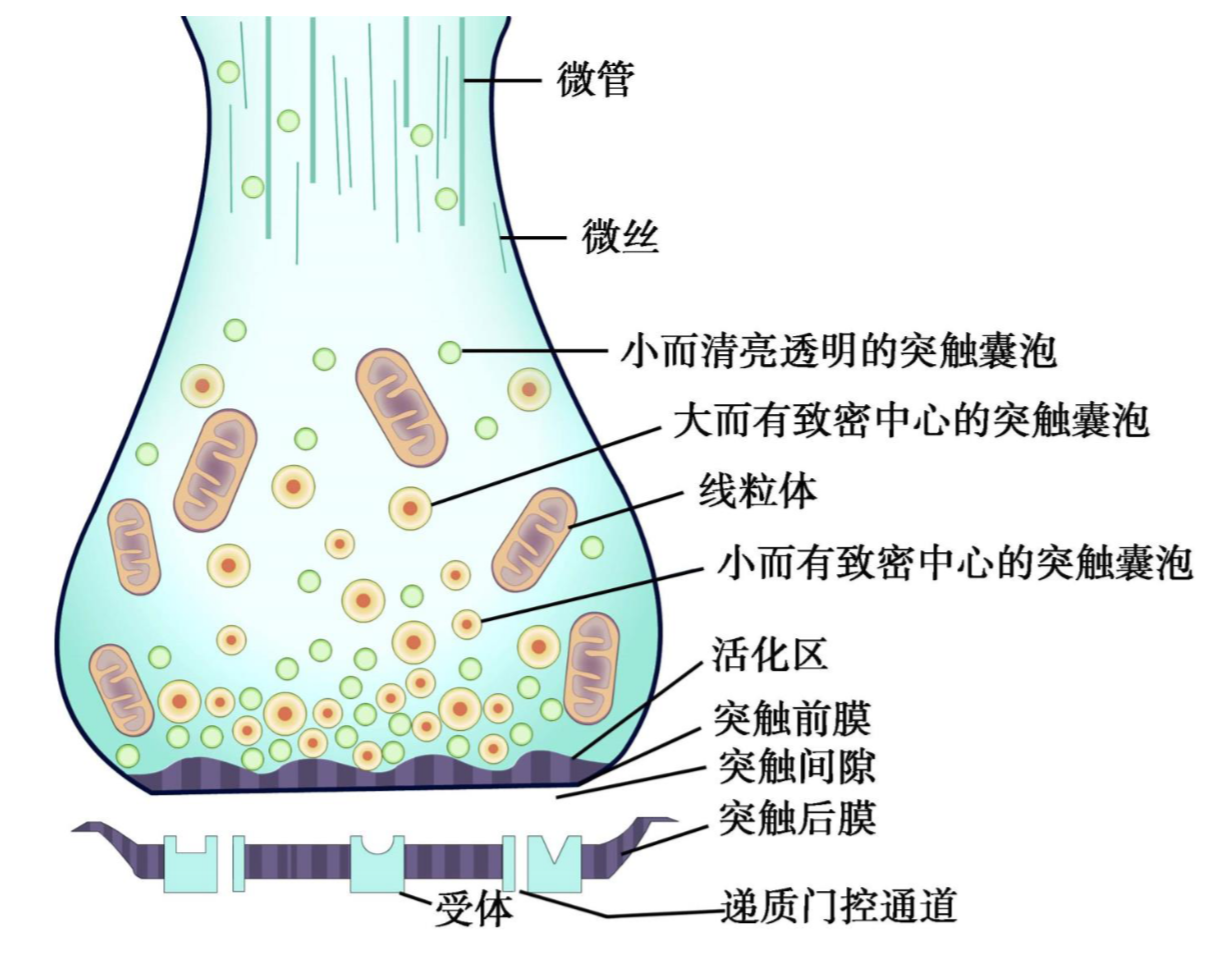 微管
微丝
小而清亮透明的突触囊泡
大而有致密中心的突触囊泡
线粒体
小而有致密中心的突触囊泡
活化区
突触前膜
突触间隙
突触后膜
受体
递质门控通道